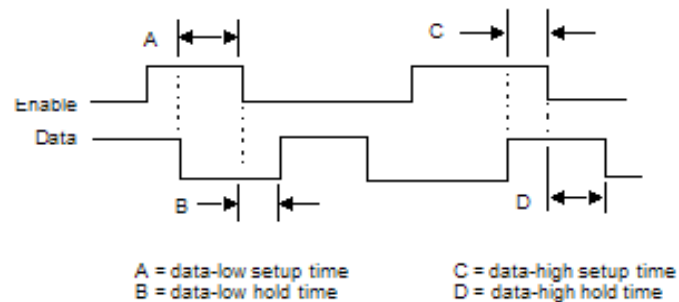 A
C
Enable
Data
B
D
A = data-low setup time
B = data-low hold time
C = data-high setup time
D = data-high hold time